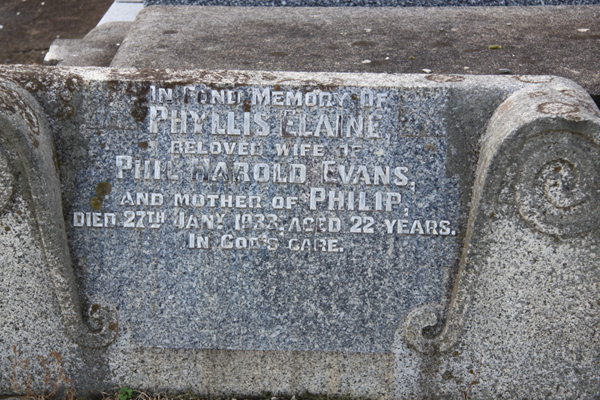 In Fond Memory of
Phyllis Elaine,
beloved wife of
Phil Harold Evans,
and mother of Philip,
died 27th Jany 1933, aged 22 years.
In God's care.